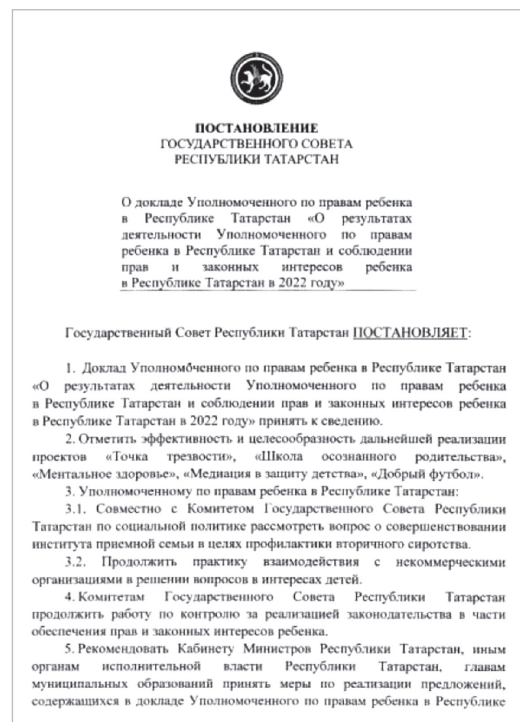 ПОСТАНОВЛЕНИЕ
ГОСУДАРСТВЕННОГО СОВЕТА
РЕСПУБЛИКИ ТАТАРСТАН
О докладе Уполномоченного по правам ребенка
в Республике Татарстан «О результатах
деятельности Уполномоченного по правам
ребенка в Республике Татарстан и соблюдении
прав и законных интересов ребенка
в Республике Татарстан в 2022 году»
Государственный Совет Республики Татарстан ПОСТАНОВЛЯЕТ:
1. Доклад Уполномоченного по правам ребенка в Республике Татарстан
«О результатах деятельности Уполномоченного по правам ребенка
в Республике Татарстан и соблюдении прав и законных интересов ребенка
в Республике Татарстан в 2022 году» принять к сведению.
2. Отметить эффективность и целесообразность дальнейшей реализации
проектов «Точка трезвости», «Школа осознанного родительства»,
«Ментальное здоровье», «Медиация в защиту детства», «Добрый футбол».
3. Уполномоченному по правам ребенка в Республике Татарстан:
3.1. Совместно с Комитетом Государственного Совета Республики
Татарстан по социальной политике рассмотреть вопрос о совершенствовании
института приемной семьи в целях профилактики вторичного сиротства.
3.2. Продолжить практику взаимодействия с некоммерческими
организациями в решении вопросов в интересах детей.
4. Комитетам Государственного Совета Республики Татарстан
продолжить работу по контролю за реализацией законодательства в части
обеспечения прав и законных интересов ребенка.
5. Рекомендовать Кабинету Министров Республики Татарстан, иным
органам исполнительной власти Республики Татарстан, главам
муниципальных образований принять меры по реализации предложений,
содержащихся в докладе Уполномоченного по правам ребенка в Республике